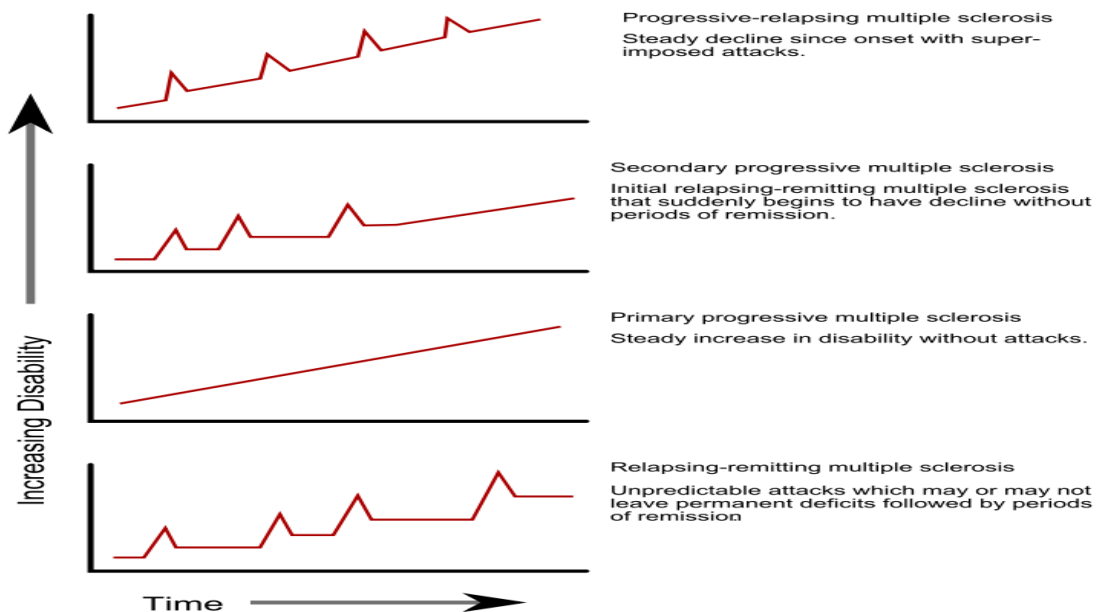 Progressive-relapsing multiple sclerosis
Steady decline since onset with super-
imposed attacks.
Secondary progressive multiple sclerosis
Initial relapsing-remitting multiple sclerosis
that suddenly begins to have decline without
periods of remission.
Primary progressive multiple sclerosis
Steady increase in disability without attacks.
Relapsing-remitting multiple sclerosis
Unpredictable attacks which may or may not
leave permanent deficits followed by periods
of remission
Increasing Disability
Time